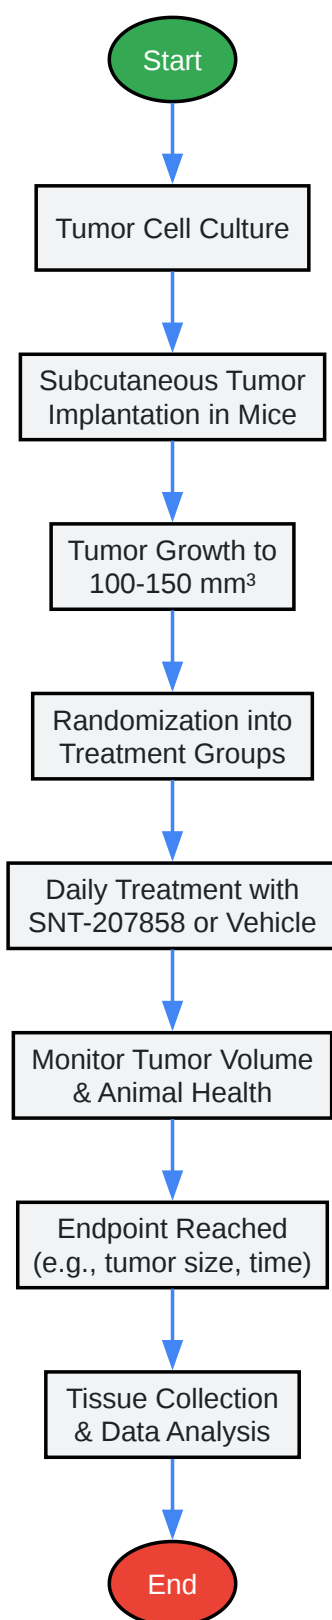 Start
Tumor Cell Culture
Subcutaneous Tumor
Implantation in Mice
Tumor Growth to
100-150 mm³
Randomization into
Treatment Groups
Daily Treatment with
SNT-207858 or Vehicle
Monitor Tumor Volume
& Animal Health
Endpoint Reached
(e.g., tumor size, time)
Tissue Collection
& Data Analysis
End